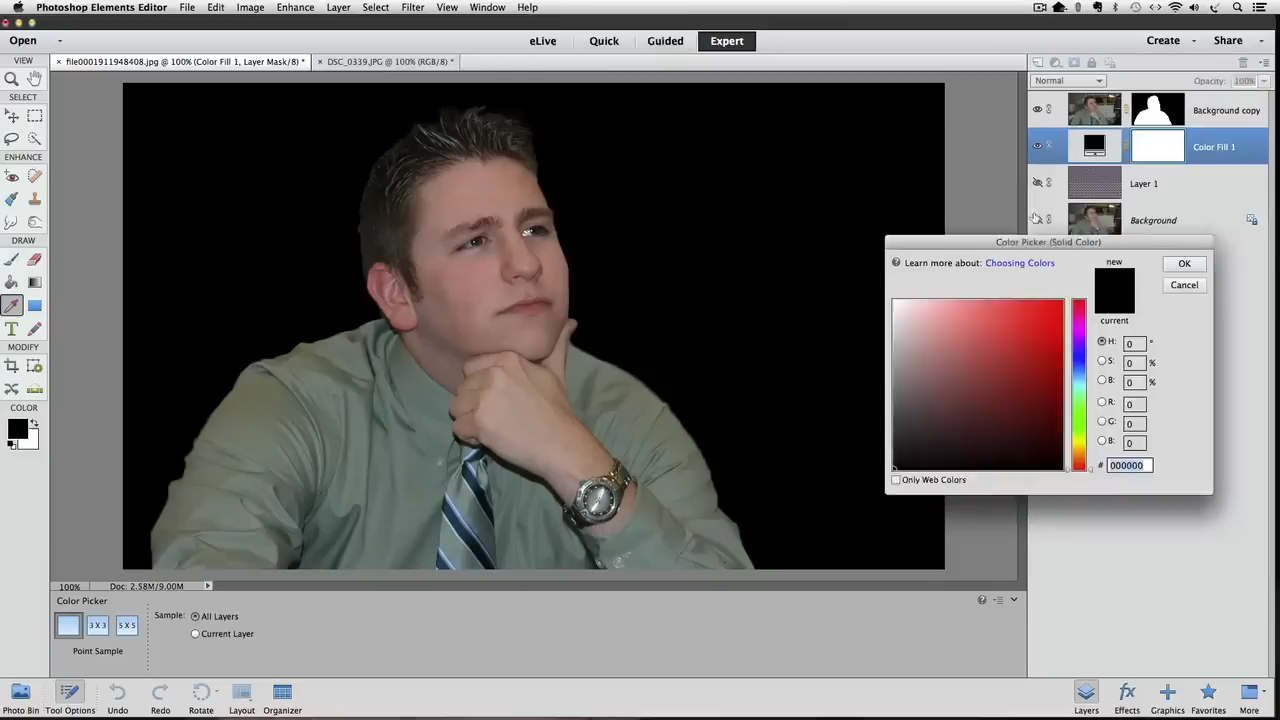 Photoshop Elements Editor File Edit Image Enhance Layer Select Filter View Window Help
Open eLive Quick Guided Expert Create Share
VIEW × file0001911948408.jpg @ 100% (Color Fill 1, Layer Mask/8) * × DSC_0339.JPG @ 100% (RGB/8) *
Normal Opacity: 100%
SELECT
Background copy
Color Fill 1
ENHANCE
Layer 1
Background
DRAW
Color Picker (Solid Color)
Learn more about: Choosing Colors new OK
Cancel
current
H: 0 °
S: 0 %
B: 0 %
R: 0
G: 0
B: 0
# 000000
Only Web Colors
T
MODIFY
COLOR
100% Doc: 2.58M/9.00M
Color Picker
3 X 3 5 X 5 Sample: All Layers
Current Layer
Point Sample
Photo Bin Tool Options Undo Redo Rotate Layout Organizer
fx
Layers Effects Graphics Favorites More